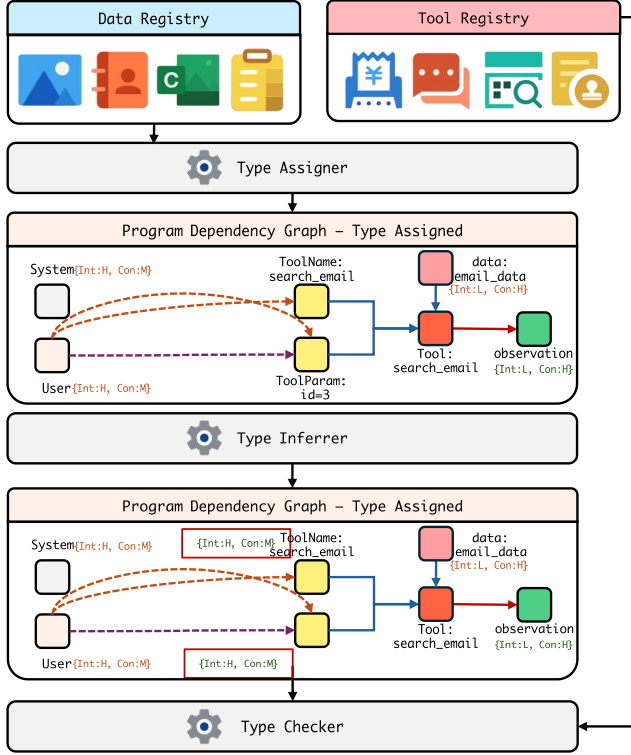 Data Registry
Tool Registry
C
¥
Type Assigner
Program Dependency Graph – Type Assigned
System{Int:H, Con:M}
ToolName:
search_email
data:
email_data
{Int:L, Con:H}
User{Int:H, Con:M}
ToolParam:
id=3
Tool:
search_email
observation
{Int:L, Con:H}
Type Inferrer
Program Dependency Graph – Type Assigned
System{Int:H, Con:M}
{Int:H, Con:M}
ToolName:
search_email
data:
email_data
{Int:L, Con:H}
User{Int:H, Con:M}
{Int:H, Con:M}
Tool:
search_email
observation
{Int:L, Con:H}
Type Checker